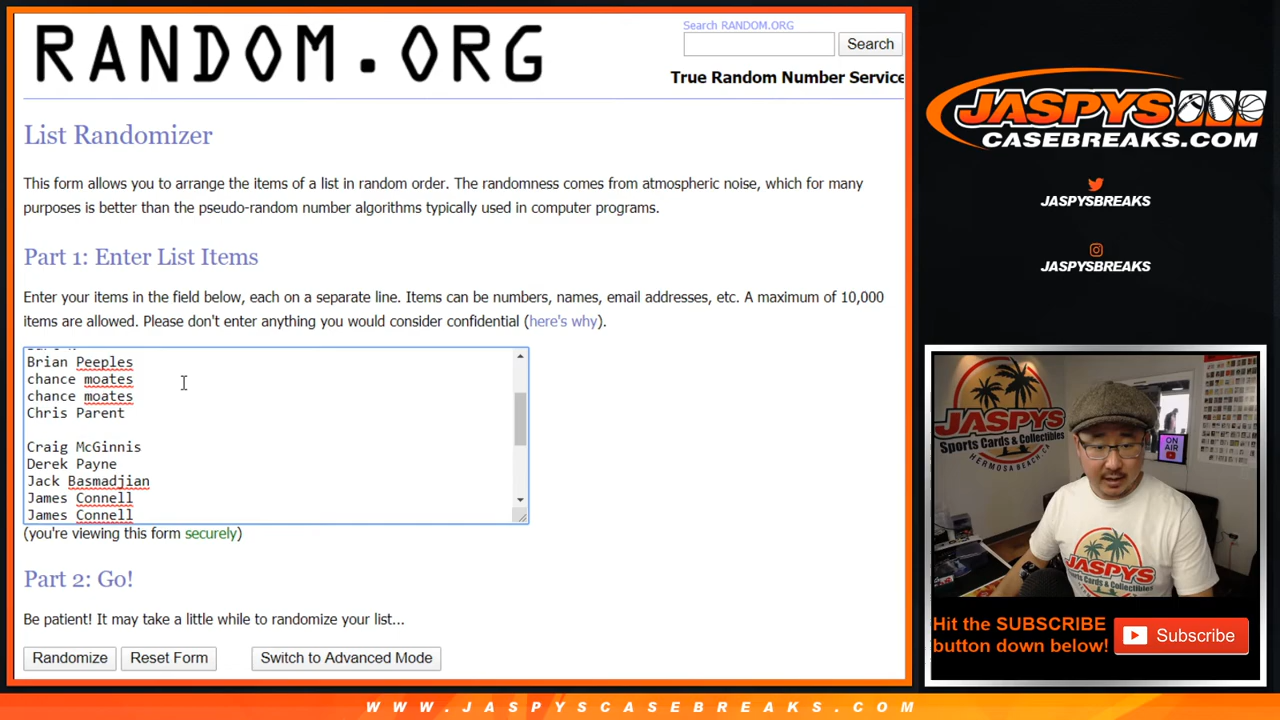 RANDOM.ORG
Search RANDOM.ORG
Search
True Random Number Service
List Randomizer
This form allows you to arrange the items of a list in random order. The randomness comes from atmospheric noise, which for many
purposes is better than the pseudo-random number algorithms typically used in computer programs.
Part 1: Enter List Items
Enter your items in the field below, each on a separate line. Items can be numbers, names, email addresses, etc. A maximum of 10,000
items are allowed. Please don't enter anything you would consider confidential (here's why).
Brian Peeples
chance moates
chance moates
Chris Parent
Craig McGinnis
Derek Payne
Jack Basmadjian
James Connell
James Connell
(you're viewing this form securely)
Part 2: Go!
Be patient! It may take a little while to randomize your list...
Randomize
Reset Form
Switch to Advanced Mode
JASPYS
CASEBREAKS.COM
JASPYSBREAKS
JASPYSBREAKS
JASPYS
Sports Cards & Collectibles
HERMOSA BEACH, CA
ON AIR
JASPYS
Hit the SUBSCRIBE
button down below!
Subscribe
WWW.JASPYSCASEBREAKS.COM